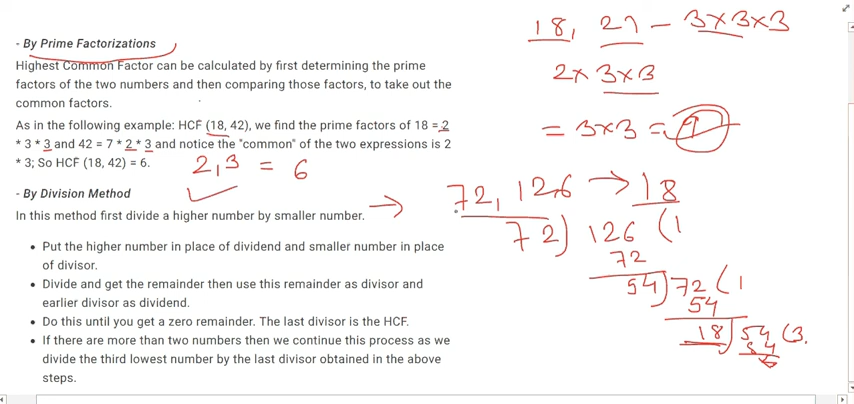 - By Prime Factorizations
Highest Common Factor can be calculated by first determining the prime
factors of the two numbers and then comparing those factors, to take out the
common factors.
As in the following example: HCF (18, 42), we find the prime factors of 18 = 2
* 3 * 3 and 42 = 7 * 2 * 3 and notice the "common" of the two expressions is 2
* 3; So HCF (18, 42) = 6.
2,3 = 6
- By Division Method
In this method first divide a higher number by smaller number.
• Put the higher number in place of dividend and smaller number in place
of divisor.
• Divide and get the remainder then use this remainder as divisor and
earlier divisor as dividend.
• Do this until you get a zero remainder. The last divisor is the HCF.
• If there are more than two numbers then we continue this process as we
divide the third lowest number by the last divisor obtained in the above
steps.
18, 27 - 3×3×3
2× 3×3
= 3×3 = 9
→ 72, 126 → 18
72) 126 (1
72
54) 72 (1
54
18) 54 (3
54
0